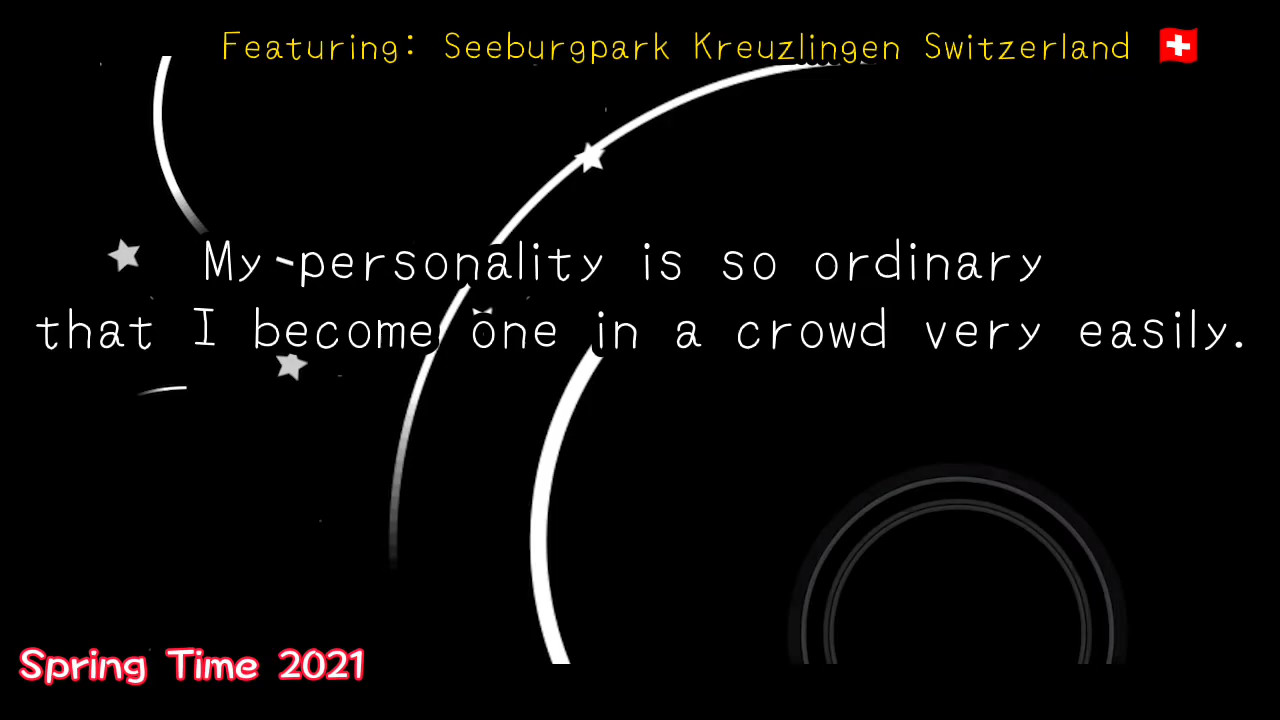 Featuring: Seeburgpark Kreuzlingen Switzerland 🇨🇭
My personality is so ordinary
that I become one in a crowd very easily.
Spring Time 2021